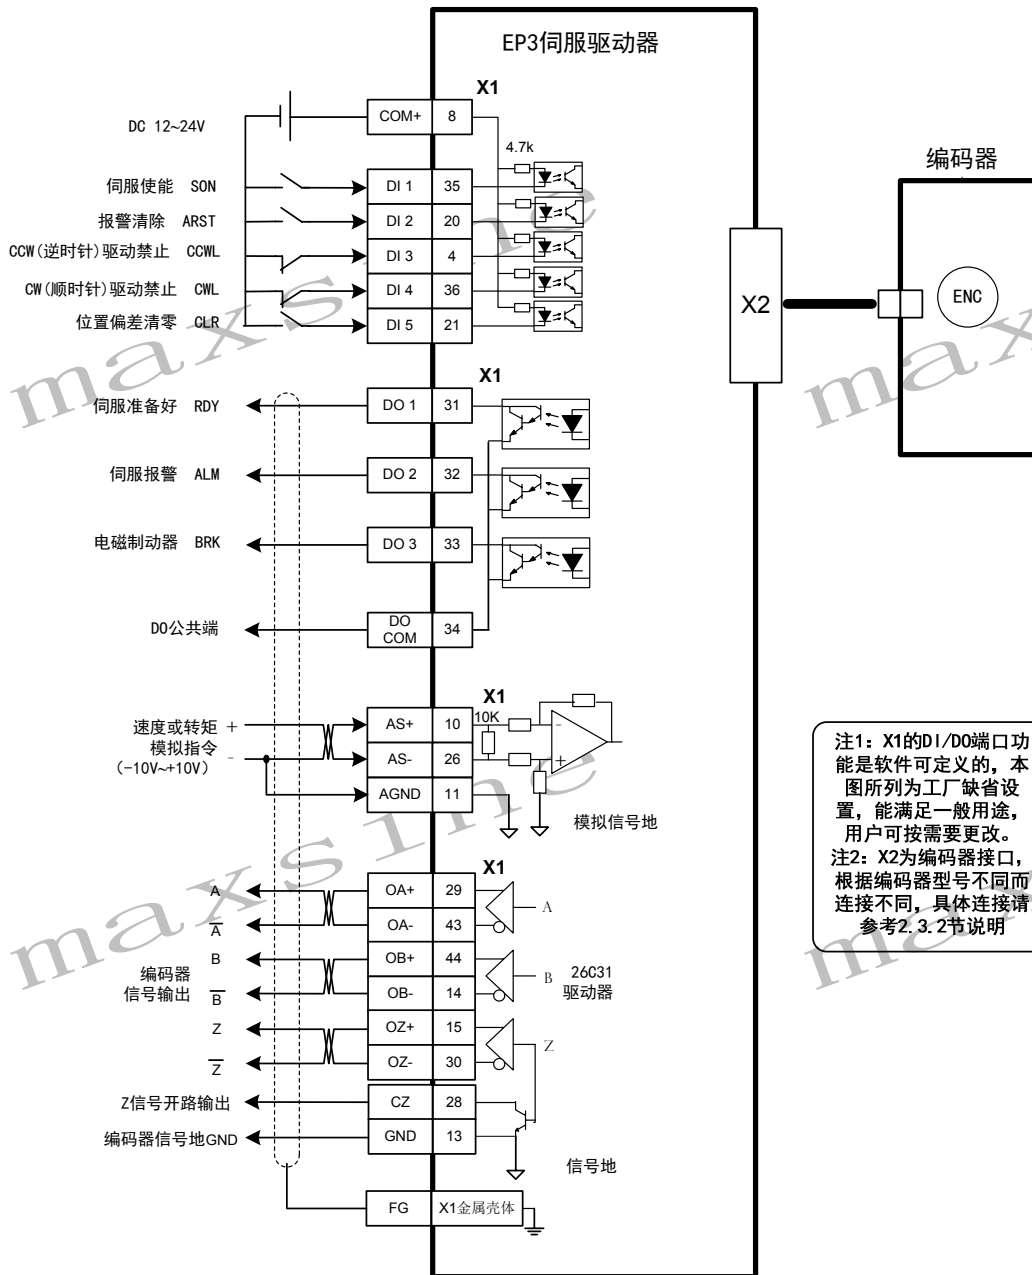 EP3伺服驱动器
X1
DC 12~24V
COM+ 8
4.7k
伺服使能 SON DI 1 35
报警清除 ARST DI 2 20
CCW(逆时针)驱动禁止 CCWL DI 3 4
CW(顺时针)驱动禁止 CWL DI 4 36
位置偏差清零 CLR DI 5 21
编码器
X2
ENC
X1
伺服准备好 RDY DO 1 31
伺服报警 ALM DO 2 32
电磁制动器 BRK DO 3 33
DO公共端 DO COM 34
X1
10K
速度或转矩 + AS+ 10 -
模拟指令 - AS- 26 +
(-10V~+10V) AGND 11
模拟信号地
X1
A OA+ 29 A
A̅ OA- 43
B OB+ 44 B
编码器
信号输出
B̅ OB- 14
26C31
驱动器
Z OZ+ 15 Z
Z̅ OZ- 30
Z信号开路输出 CZ 28
编码器信号地GND GND 13
信号地
FG X1金属壳体
注1: X1的DI/DO端口功
能是软件可定义的, 本
图所列为工厂缺省设
置, 能满足一般用途,
用户可按需要更改。
注2: X2为编码器接口,
根据编码器型号不同而
连接不同, 具体连接请
参考2.3.2节说明
maxsine
maxsine
max
max